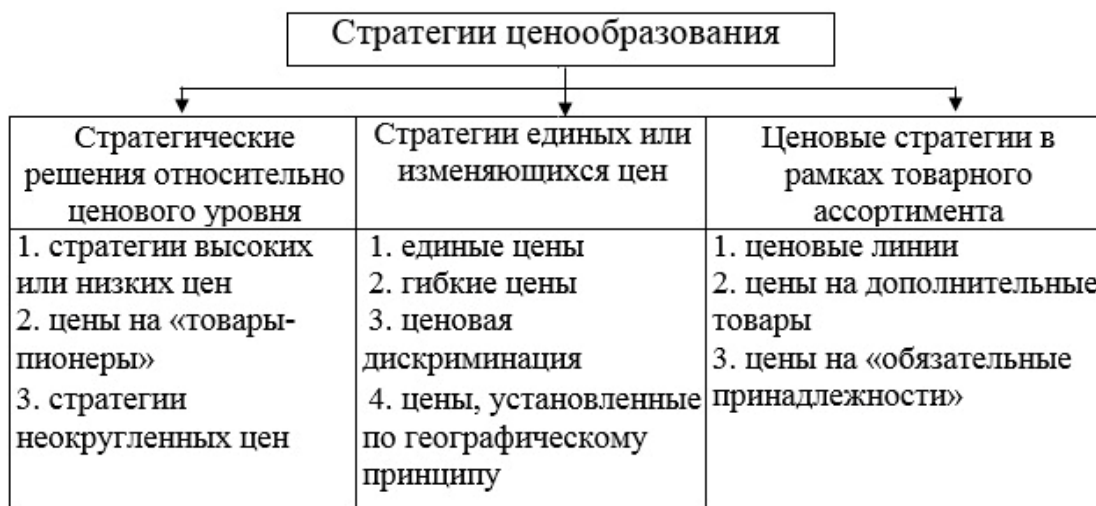 Стратегии ценообразования
Стратегические
решения относительно
ценового уровня
Стратегии единых или
изменяющихся цен
Ценовые стратегии в
рамках товарного
ассортимента
1. стратегии высоких
или низких цен
2. цены на «товары-
пионеры»
3. стратегии
неокругленных цен
1. единые цены
2. гибкие цены
3. ценовая
дискриминация
4. цены, установленные
по географическому
принципу
1. ценовые линии
2. цены на дополнительные
товары
3. цены на «обязательные
принадлежности»